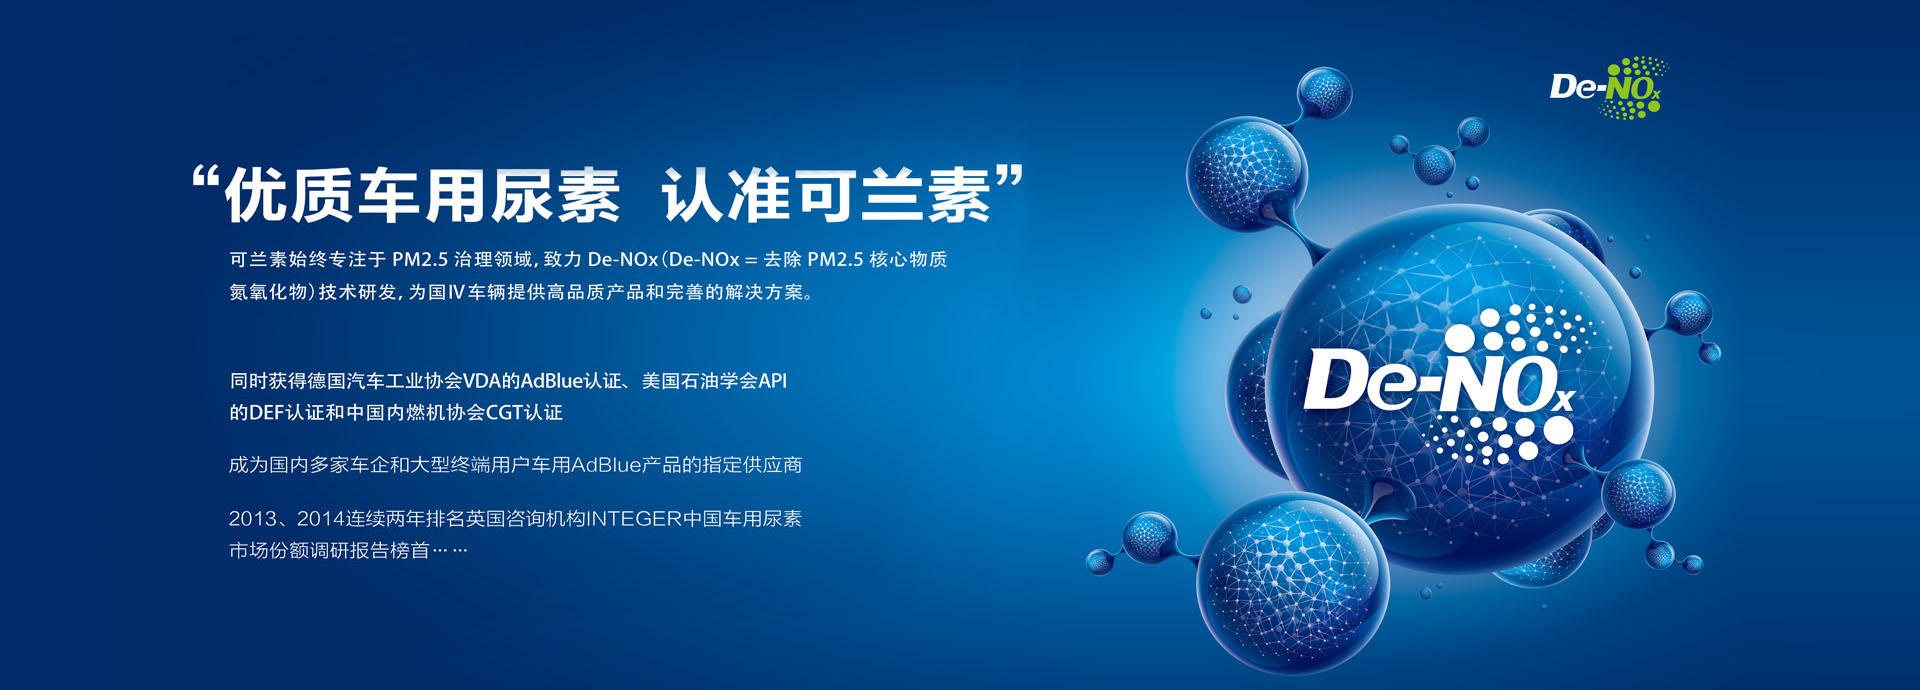 De-NOx
“优质车用尿素 认准可兰素”
可兰素始终专注于 PM2.5 治理领域，致力 De-NOx（De-NOx = 去除 PM2.5 核心物质
氮氧化物）技术研发，为国Ⅳ车辆提供高品质产品和完善的解决方案。
同时获得德国汽车工业协会VDA的AdBlue认证、美国石油学会API
的DEF认证和中国内燃机协会CGT认证
成为国内多家车企和大型终端用户车用AdBlue产品的指定供应商
2013、2014连续两年排名英国咨询机构INTEGER中国车用尿素
市场份额调研报告榜首……
De-NOx